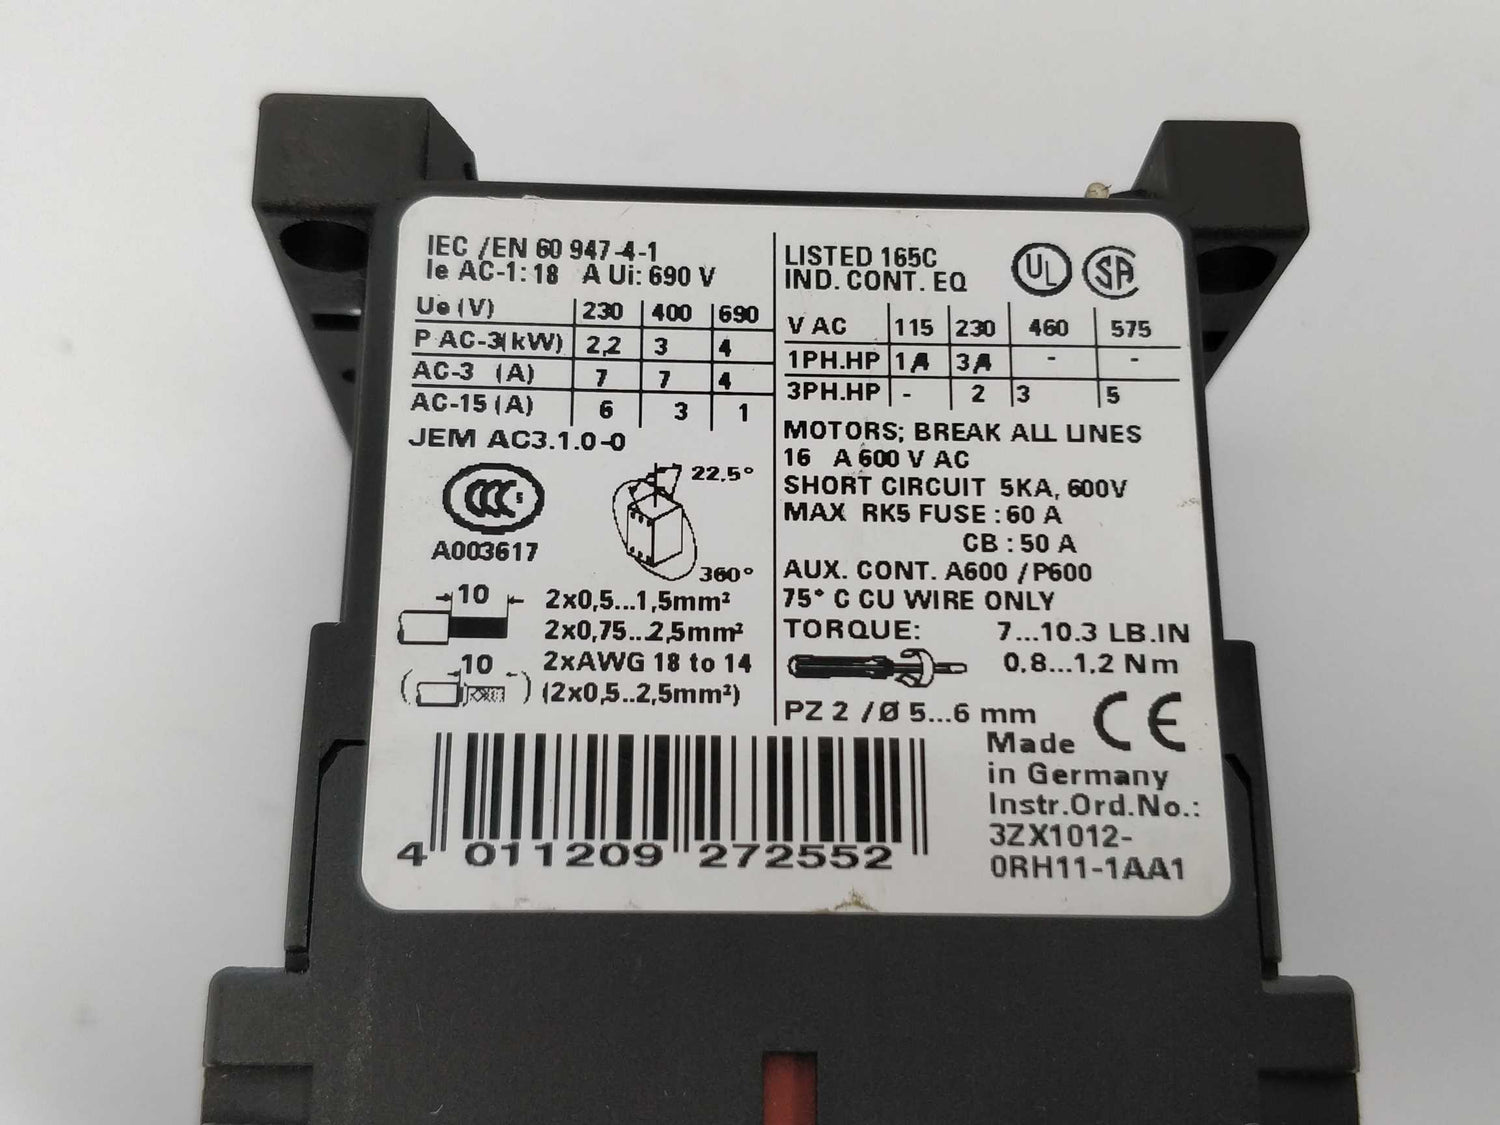 IEC /EN 60 947-4-1
Ie AC-1: 18 A Ui: 690 V
Ue (V) 230 400 690
P AC-3(kW) 2,2 3 4
AC-3 (A) 7 7 4
AC-15 (A) 6 3 1
JEM AC3.1.0-0
CCC S
A003617
22.5°
360°
10
2x0,5...1,5mm²
2x0,75...2,5mm²
10
2xAWG 18 to 14
(2x0,5..2,5mm²)
LISTED 165C
IND. CONT. EQ
UL
SA
V AC 115 230 460 575
1PH.HP - -
3PH.HP - 2 3 5
MOTORS; BREAK ALL LINES
16 A 600 V AC
SHORT CIRCUIT 5KA, 600V
MAX RK5 FUSE : 60 A
CB : 50 A
AUX. CONT. A600 / P600
75° C CU WIRE ONLY
TORQUE: 7...10.3 LB.IN
0.8...1,2 Nm
PZ 2 / Ø 5...6 mm
CE
Made
in Germany
Instr.Ord.No.:
3ZX1012-
0RH11-1AA1
4 011209 272552